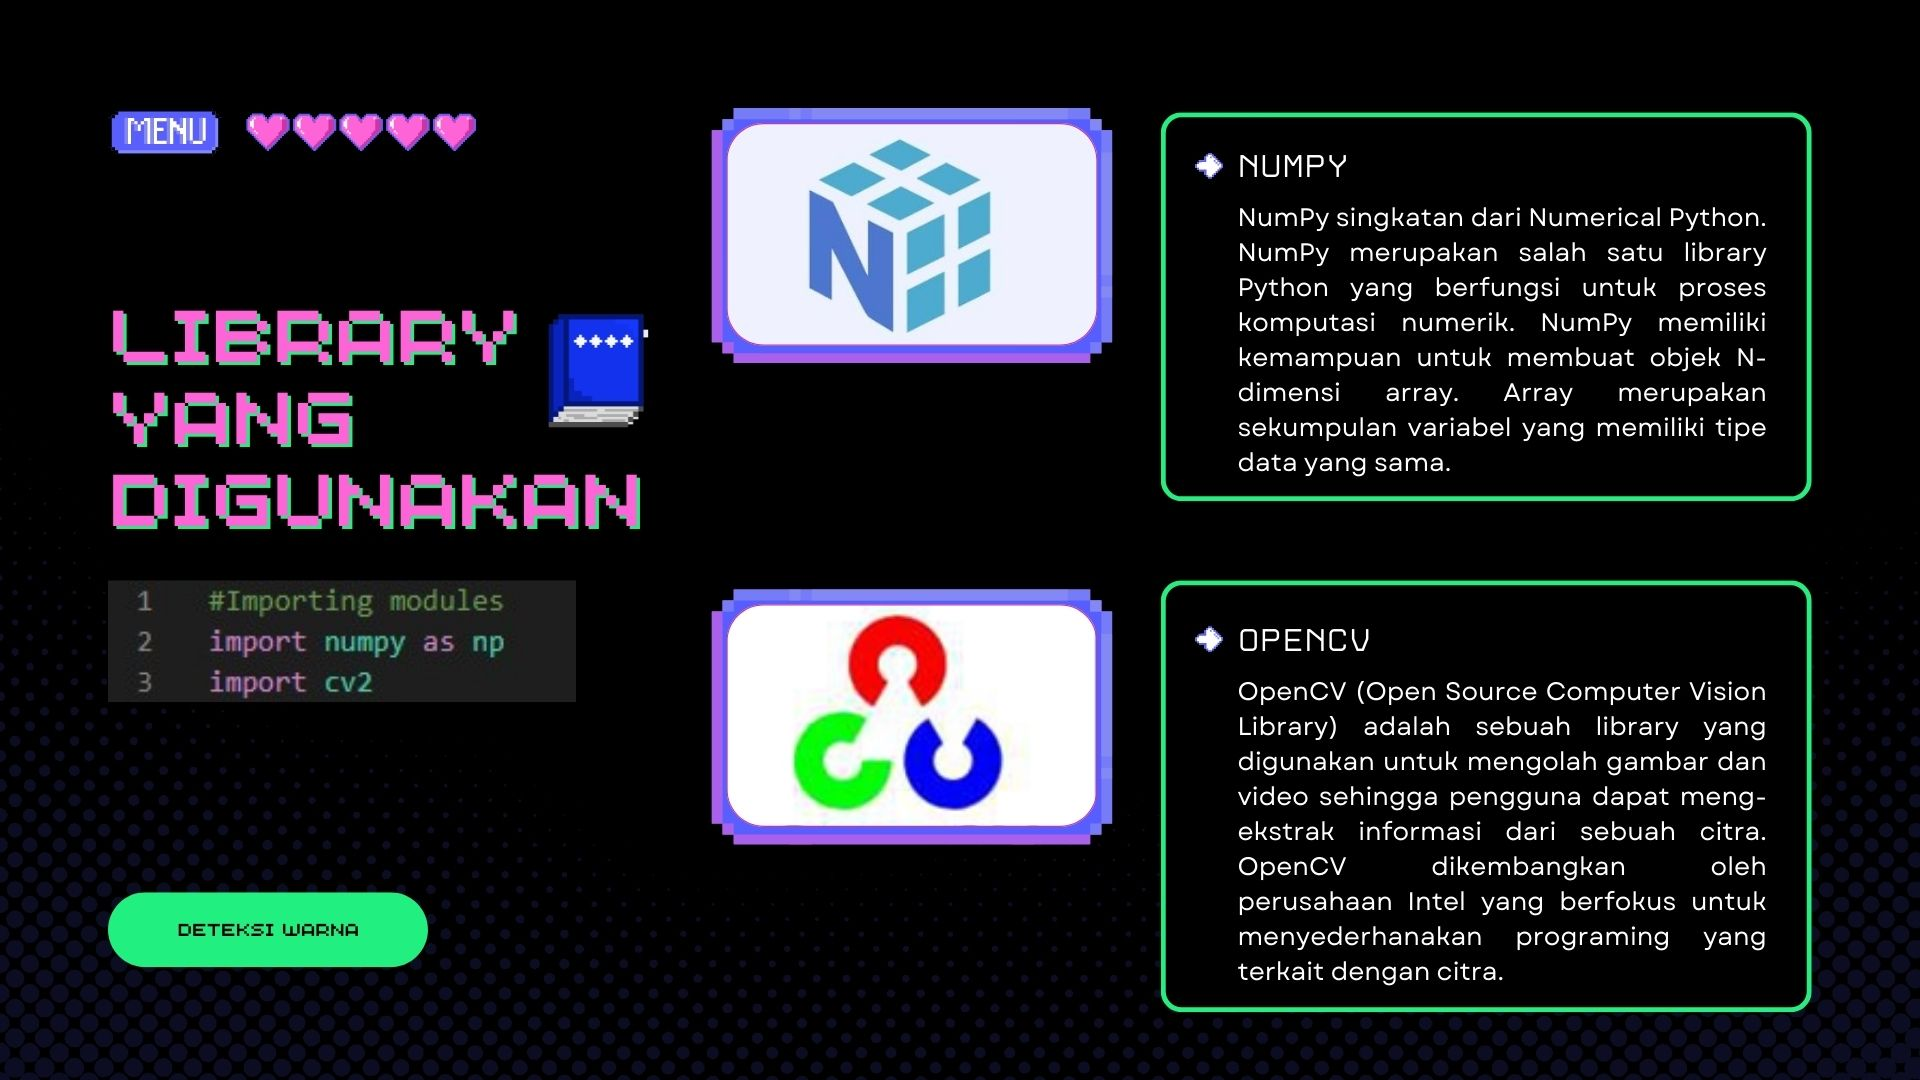 MENU
LIBRARY
YANG
DIGUNAKAN
1 #Importing modules
2 import numpy as np
3 import cv2
DETEKSI WARNA
NUMPY
NumPy singkatan dari Numerical Python.
NumPy merupakan salah satu library
Python yang berfungsi untuk proses
komputasi numerik. NumPy memiliki
kemampuan untuk membuat objek N-
dimensi array. Array merupakan
sekumpulan variabel yang memiliki tipe
data yang sama.
OPENCV
OpenCV (Open Source Computer Vision
Library) adalah sebuah library yang
digunakan untuk mengolah gambar dan
video sehingga pengguna dapat meng-
ekstrak informasi dari sebuah citra.
OpenCV dikembangkan oleh
perusahaan Intel yang berfokus untuk
menyederhanakan programing yang
terkait dengan citra.